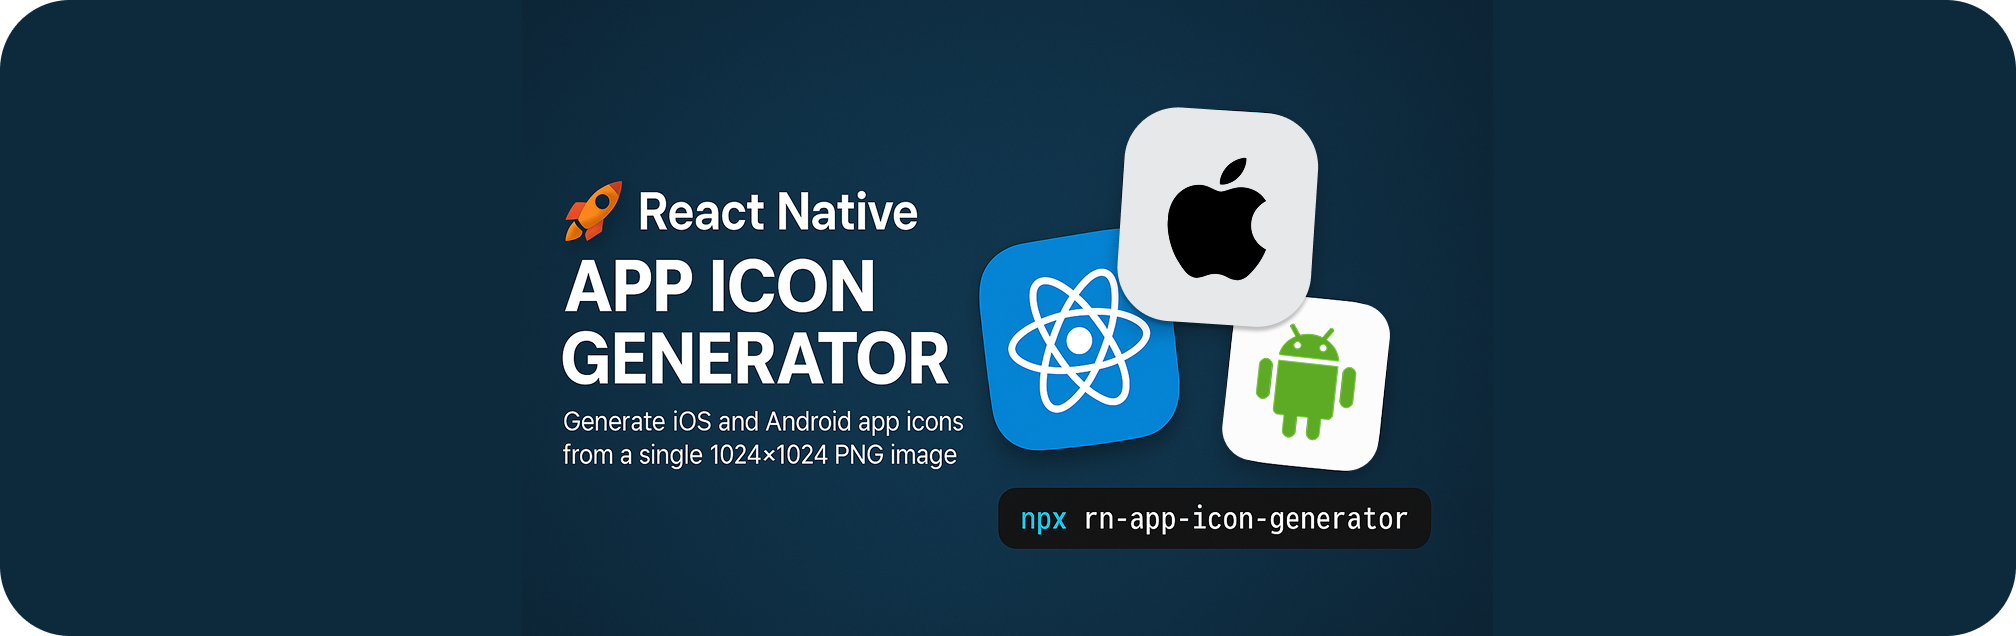 React Native
APP ICON
GENERATOR
Generate iOS and Android app icons
from a single 1024×1024 PNG image
npx rn-app-icon-generator